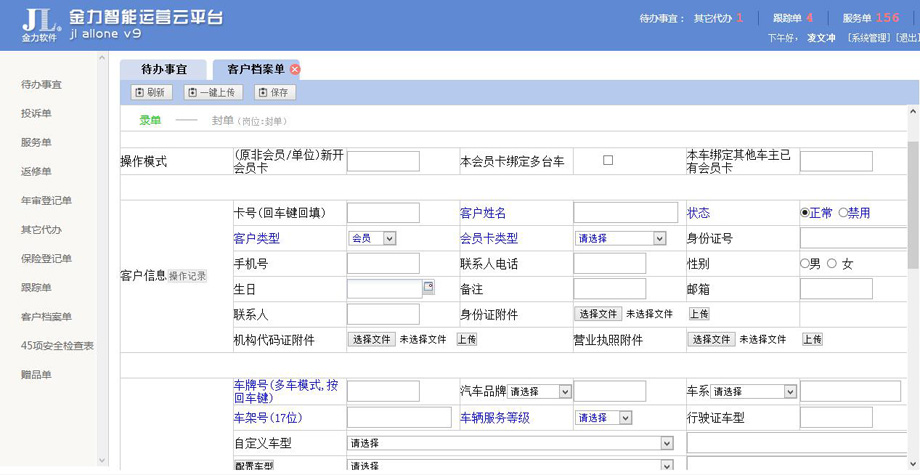 JL.
金力软件
金力智能运营云平台
jl allone v9
待办事宜： 其它代办 1 跟踪单 4 服务单 156
下午好， 凌文冲 [系统管理] [退出]
待办事宜
投诉单
服务单
返修单
年审登记单
其它代办
保险登记单
跟踪单
客户档案单
45项安全检查表
赠品单
待办事宜 客户档案单
刷新 一键上传 保存
录单 —— 封单（岗位:封单）
操作模式 (原非会员/单位)新开会员卡 本会员卡绑定多台车 本车绑定其他车主已有会员卡
客户信息 操作记录
卡号(回车键回填) 客户姓名 状态 正常 禁用
客户类型 会员 会员卡类型 请选择 身份证号
手机号 联系人电话 性别 男 女
生日 备注 邮箱
联系人 身份证附件 选择文件 未选择文件 上传
机构代码证附件 选择文件 未选择文件 上传 营业执照附件 选择文件 未选择文件 上传
车牌号(多车模式,按回车键) 汽车品牌 请选择 车系 请选择
车架号(17位) 车辆服务等级 请选择 行驶证车型
自定义车型 请选择
配置车型 请选择